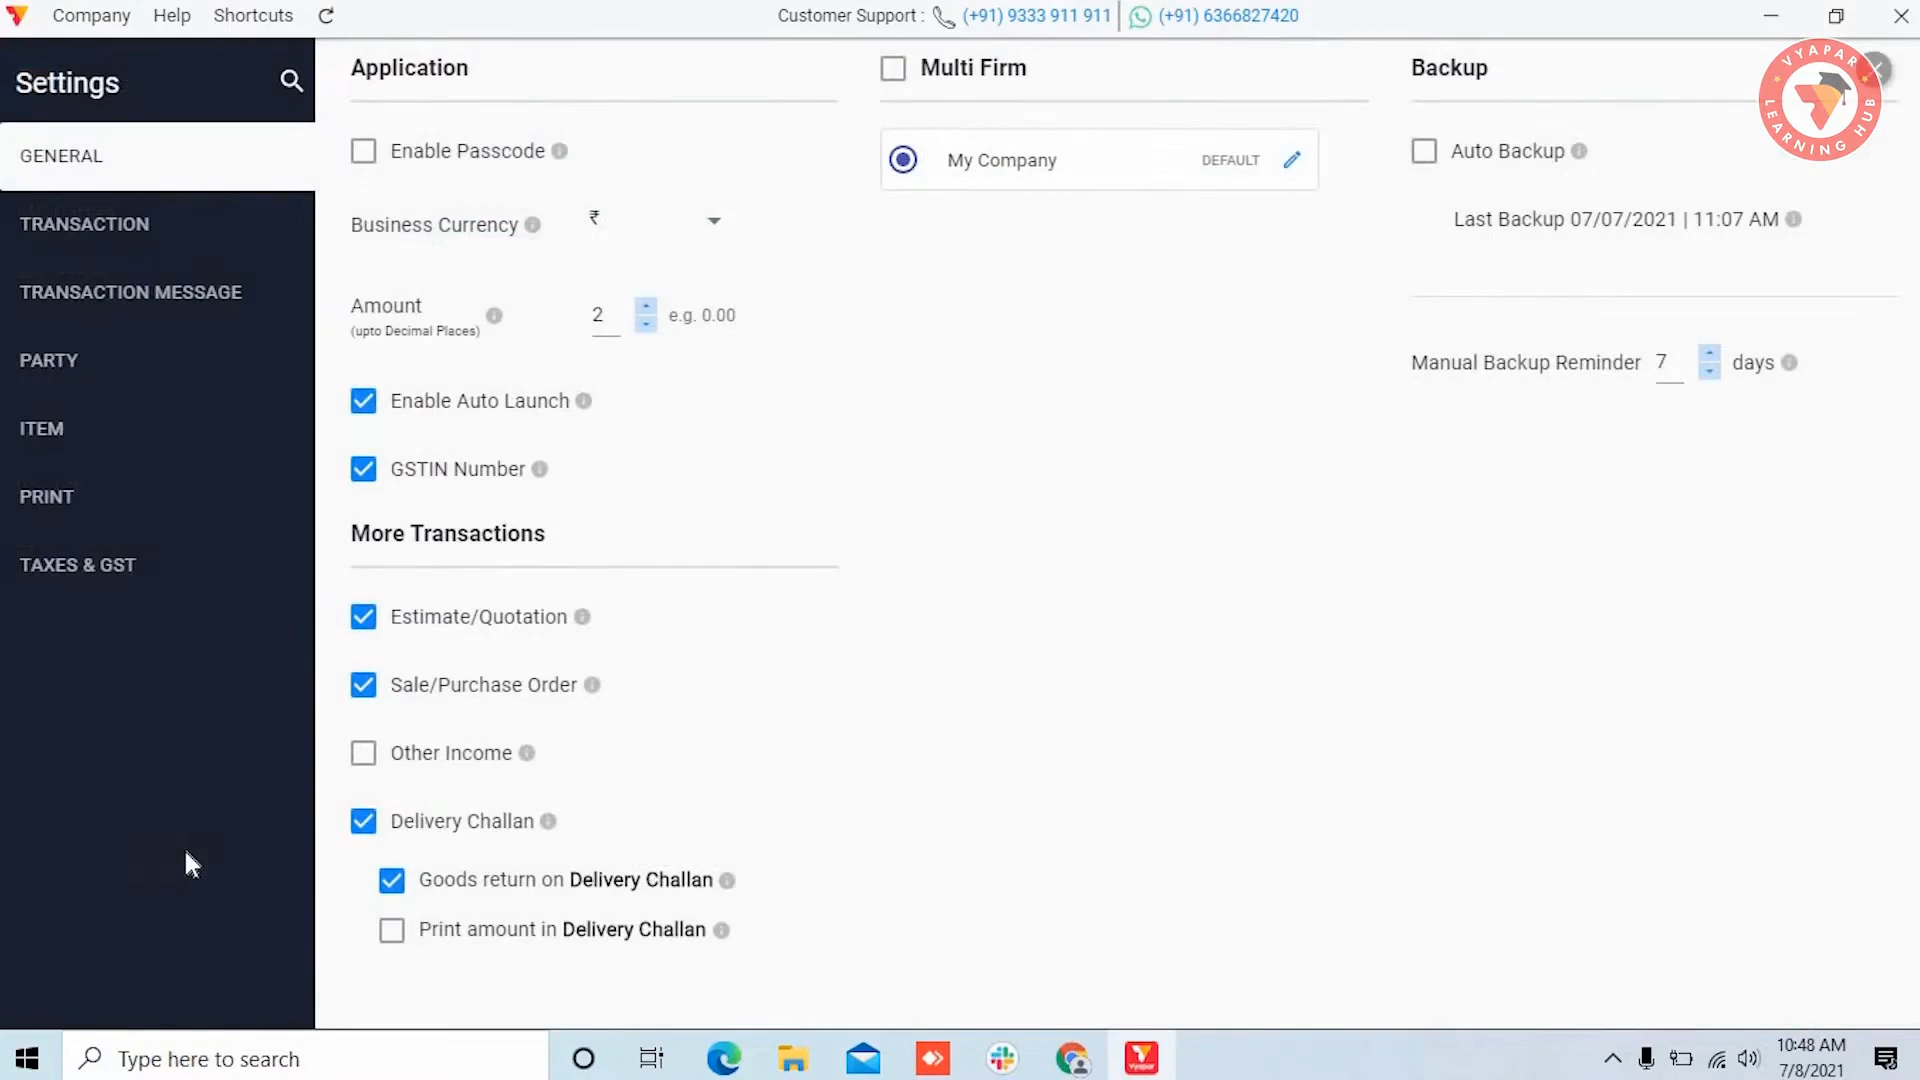 Company Help Shortcuts
Customer Support : (+91) 9333 911 911 (+91) 6366827420
Settings
GENERAL
TRANSACTION
TRANSACTION MESSAGE
PARTY
ITEM
PRINT
TAXES & GST
Application
Enable Passcode
Business Currency ₹
Amount
(upto Decimal Places)
2 e.g. 0.00
Enable Auto Launch
GSTIN Number
More Transactions
Estimate/Quotation
Sale/Purchase Order
Other Income
Delivery Challan
Goods return on Delivery Challan
Print amount in Delivery Challan
Multi Firm
My Company DEFAULT
Backup
Auto Backup
Last Backup 07/07/2021 | 11:07 AM
Manual Backup Reminder 7 days
VYAPAR
LEARNING HUB
Type here to search
Vyapar
10:48 AM
7/8/2021